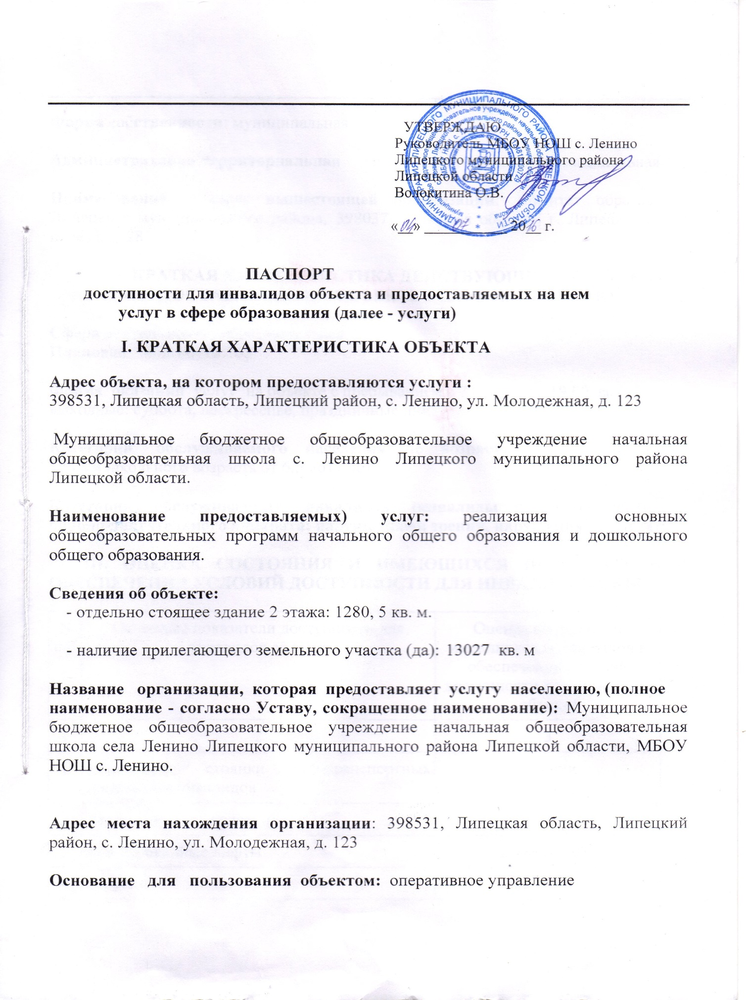 УТВЕРЖДАЮ
Руководитель МБОУ НОШ с. Ленино
Липецкого муниципального района
Липецкой области
Волокитина О.В.
«04» 07 2016 г.
ПАСПОРТ
доступности для инвалидов объекта и предоставляемых на нем
услуг в сфере образования (далее - услуги)
I. КРАТКАЯ ХАРАКТЕРИСТИКА ОБЪЕКТА
Адрес объекта, на котором предоставляются услуги :
398531, Липецкая область, Липецкий район, с. Ленино, ул. Молодежная, д. 123
Муниципальное бюджетное общеобразовательное учреждение начальная
общеобразовательная школа с. Ленино Липецкого муниципального района
Липецкой области.
Наименование предоставляемых) услуг: реализация основных
общеобразовательных программ начального общего образования и дошкольного
общего образования.
Сведения об объекте:
- отдельно стоящее здание 2 этажа: 1280, 5 кв. м.
- наличие прилегающего земельного участка (да): 13027 кв. м
Название организации, которая предоставляет услугу населению, (полное
наименование - согласно Уставу, сокращенное наименование): Муниципальное
бюджетное общеобразовательное учреждение начальная общеобразовательная
школа села Ленино Липецкого муниципального района Липецкой области, МБОУ
НОШ с. Ленино.
Адрес места нахождения организации: 398531, Липецкая область, Липецкий
район, с. Ленино, ул. Молодежная, д. 123
Основание для пользования объектом: оперативное управление